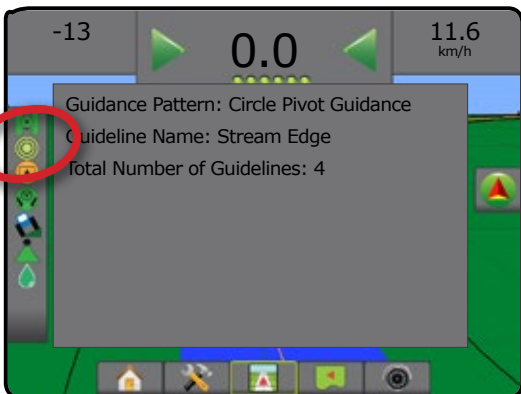 -13
0.0
11.6
km/h
Guidance Pattern: Circle Pivot Guidance
Guideline Name: Stream Edge
Total Number of Guidelines: 4